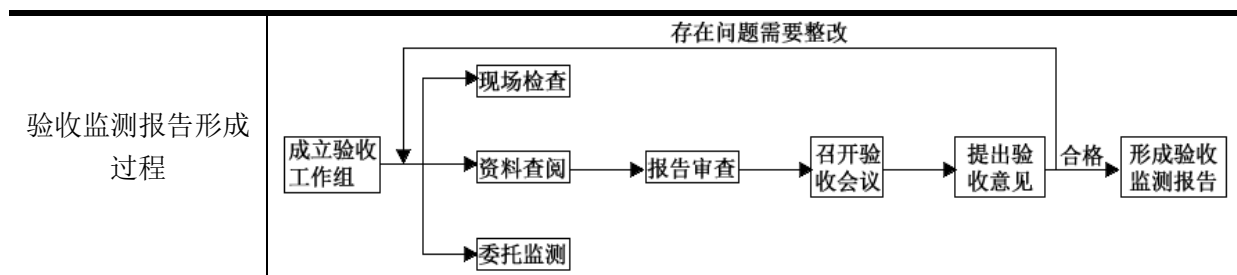 存在问题需要整改
现场检查
验收监测报告形成
过程
成立验收
工作组
资料查阅
报告审查
召开验
收会议
提出验
收意见
合格
形成验收
监测报告
委托监测